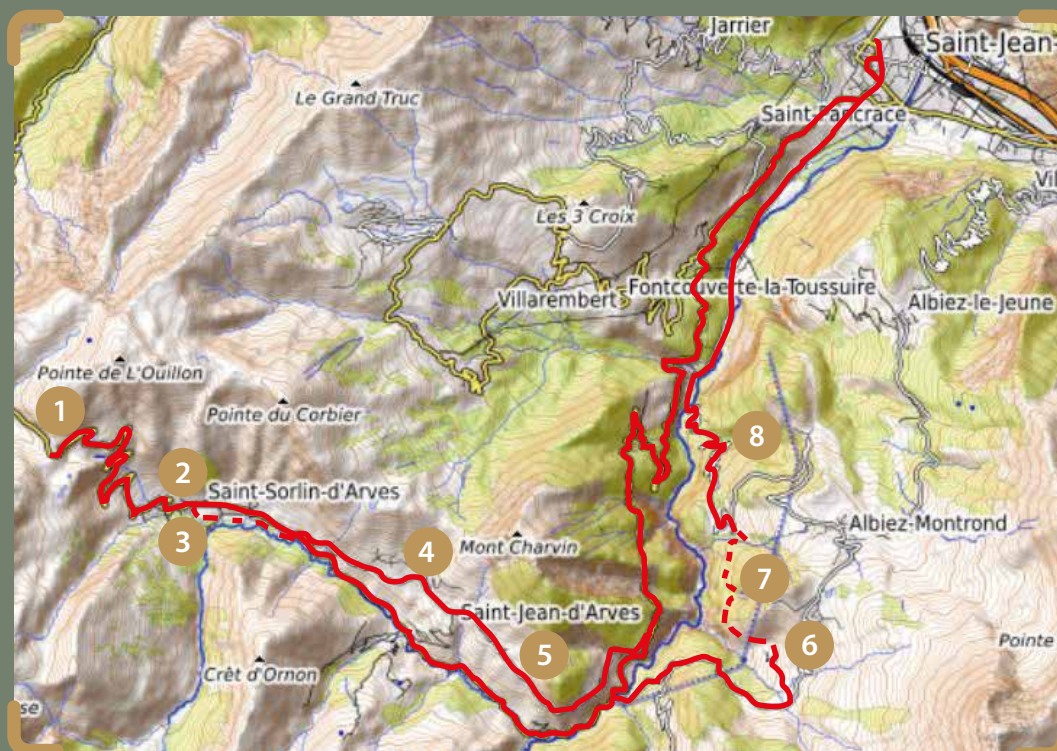 Jarrier
Saint-Jean-
Le Grand Truc
Saint-Pancrace
Vil
Les 3 Croix
Villarembert
Fontcouverte-la-Toussuire
Albiez-le-Jeune
Pointe de L'Ouillon
1
Pointe du Corbier
8
2
Saint-Sorlin-d'Arves
3
Albiez-Montrond
4
Mont Charvin
7
Saint-Jean-d'Arves
6
Pointe
5
Crêt d'Ornon
se